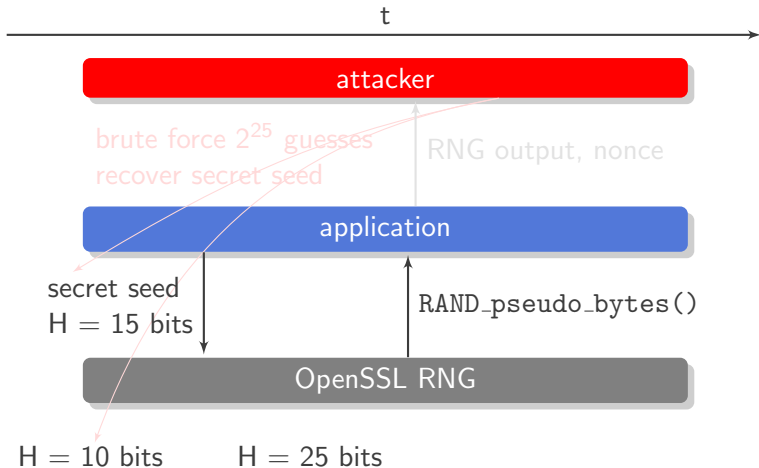 t
attacker
brute force 2^25 guesses
recover secret seed
RNG output, nonce
application
secret seed
H = 15 bits
RAND_pseudo_bytes()
OpenSSL RNG
H = 10 bits
H = 25 bits